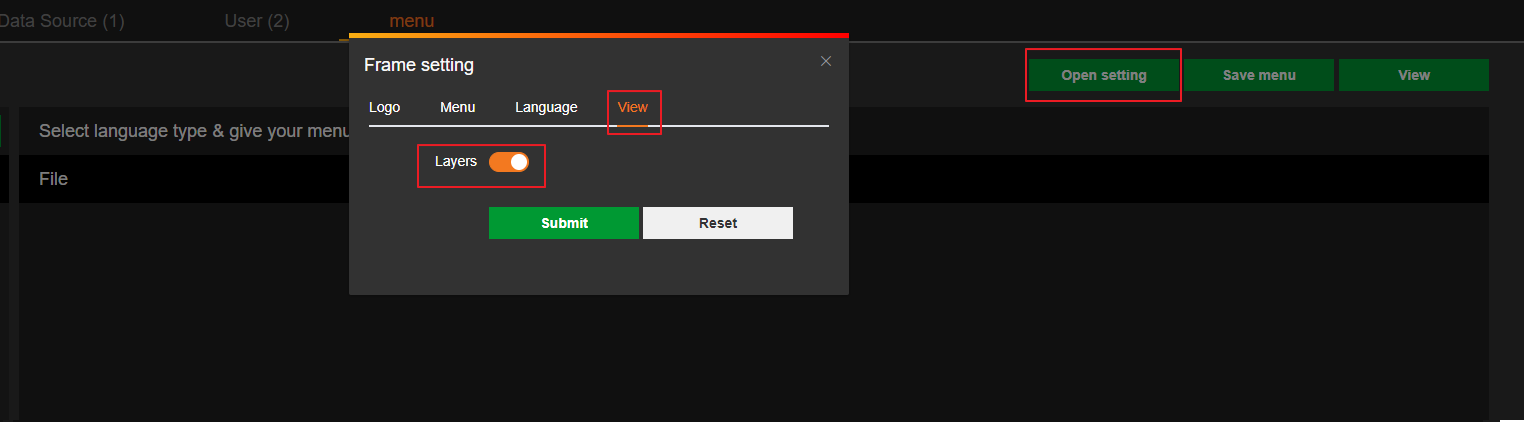 Data Source (1) User (2) menu
Frame setting
Open setting Save menu View
Logo Menu Language View
Select language type & give your menu
Layers
File
Submit Reset